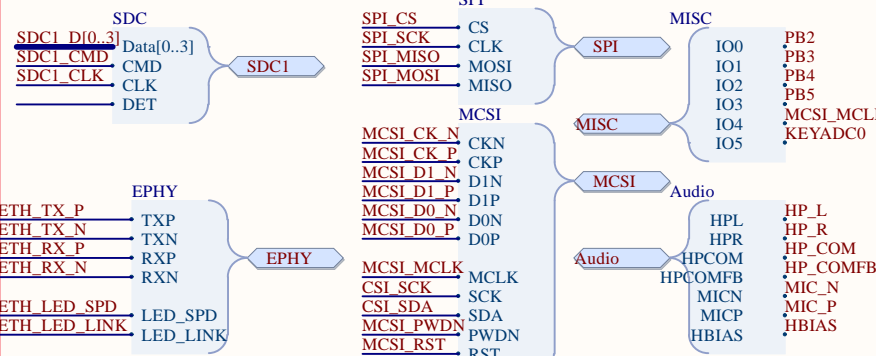 SDC
SDC1_D[0..3] Data[0..3]
SDC1_CMD CMD
SDC1_CLK CLK
DET
SDC1
EPHY
ETH_TX_P TXP
ETH_TX_N TXN
ETH_RX_P RXP
ETH_RX_N RXN
ETH_LED_SPD LED_SPD
ETH_LED_LINK LED_LINK
EPHY
SPI
SPI_CS CS
SPI_SCK CLK
SPI_MISO MOSI
SPI_MOSI MISO
SPI
MCSI
MCSI_CK_N CKN
MCSI_CK_P CKP
MCSI_D1_N D1N
MCSI_D1_P D1P
MCSI_D0_N D0N
MCSI_D0_P D0P
MCSI_MCLK MCLK
CSI_SCK SCK
CSI_SDA SDA
MCSI_PWDN PWDN
MCSI_RST RST
MCSI
MISC
IO0 PB2
IO1 PB3
IO2 PB4
IO3 PB5
IO4 MCSI_MCL
IO5 KEYADC0
MISC
Audio
HPL HP_L
HPR HP_R
HPCOM HP_COM
HPCOMFB HP_COMFB
MICN MIC_N
MICP MIC_P
HBIAS HBIAS
Audio